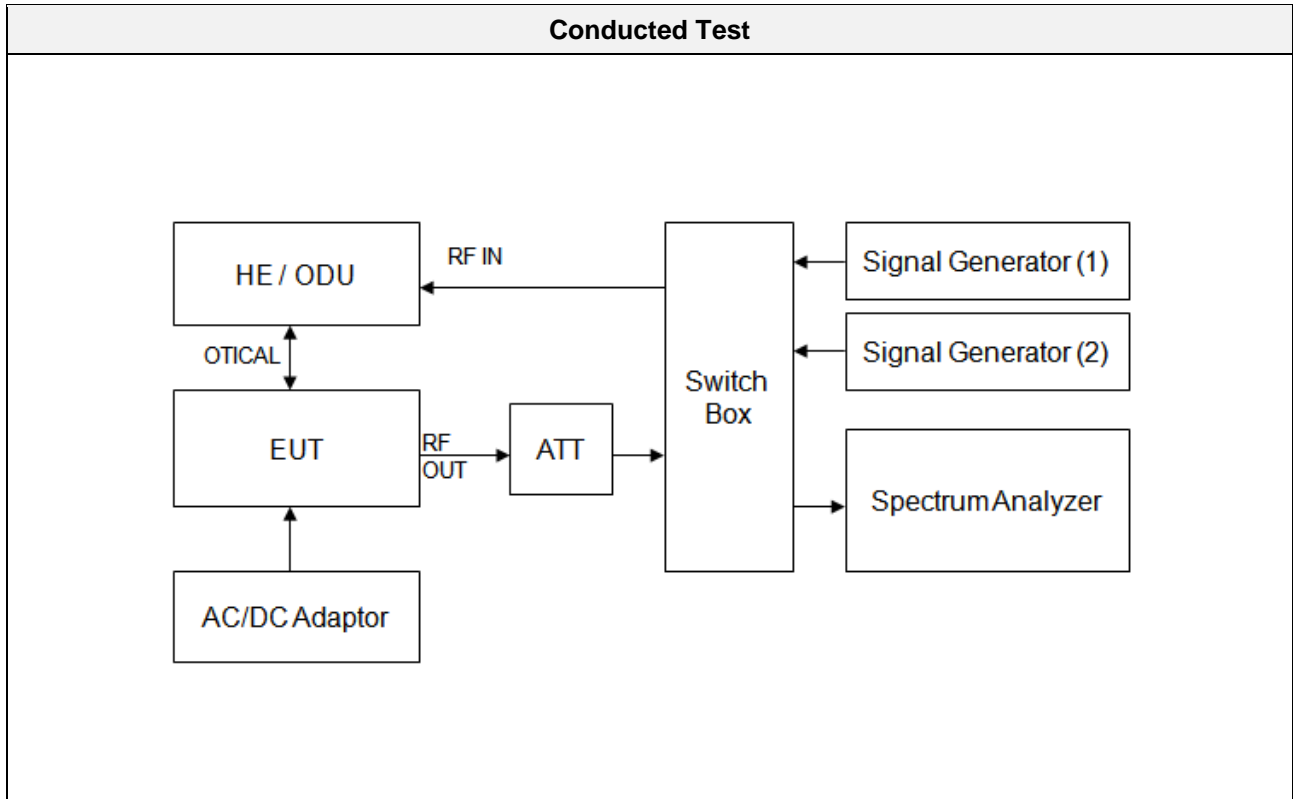 Conducted Test
HE / ODU
RF IN
Signal Generator (1)
OTICAL
Signal Generator (2)
Switch
Box
EUT
RF
OUT
ATT
Spectrum Analyzer
AC/DC Adaptor